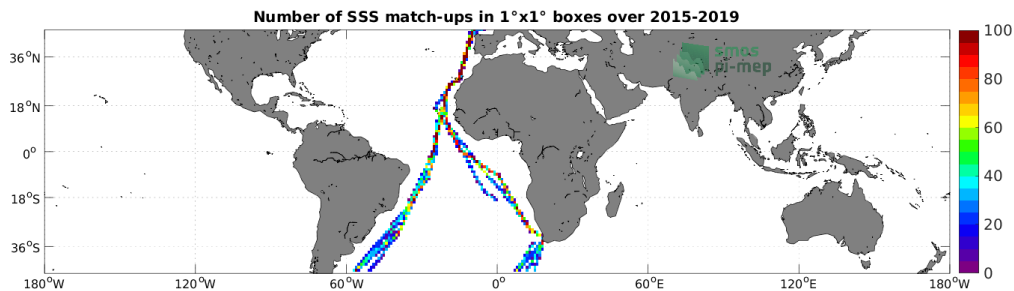 Number of SSS match-ups in 1°x1° boxes over 2015-2019
36°N
18°N
0°
18°S
36°S
180°W
120°W
60°W
0°
60°E
120°E
180°W
smos
pi-mep
100
80
60
40
20
0